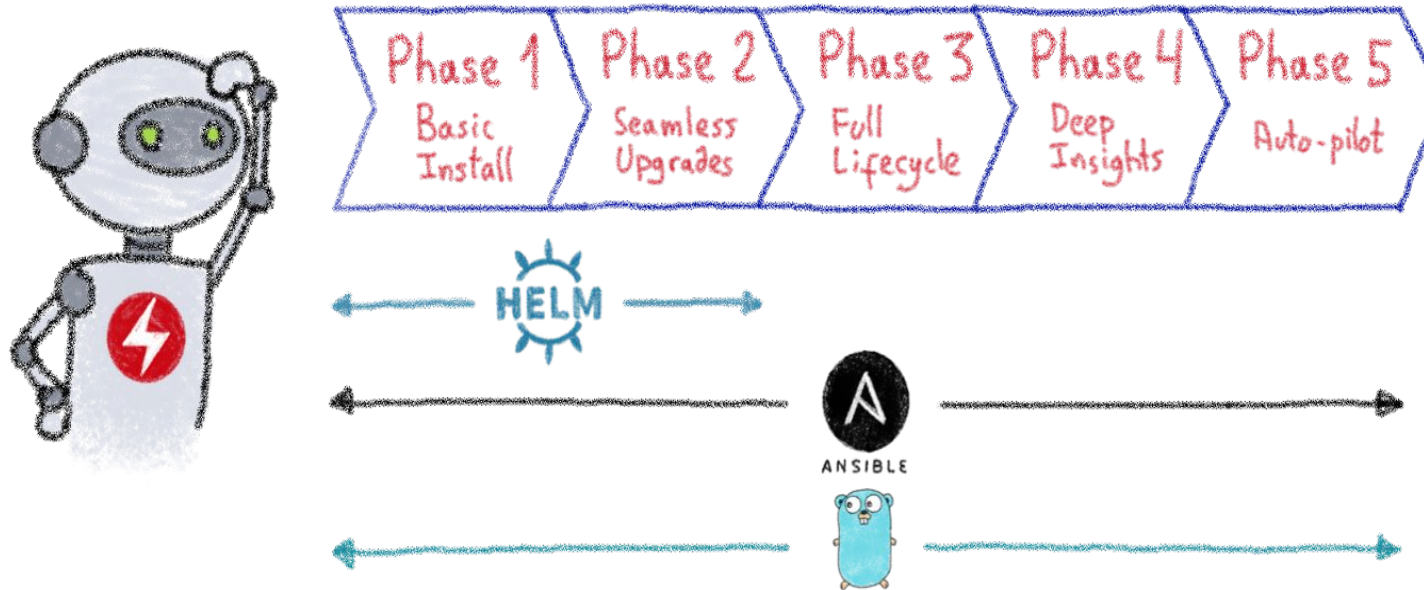 Phase 1
Basic
Install
Phase 2
Seamless
Upgrades
Phase 3
Full
Lifecycle
Phase 4
Deep
Insights
Phase 5
Auto-pilot
HELM
ANSIBLE